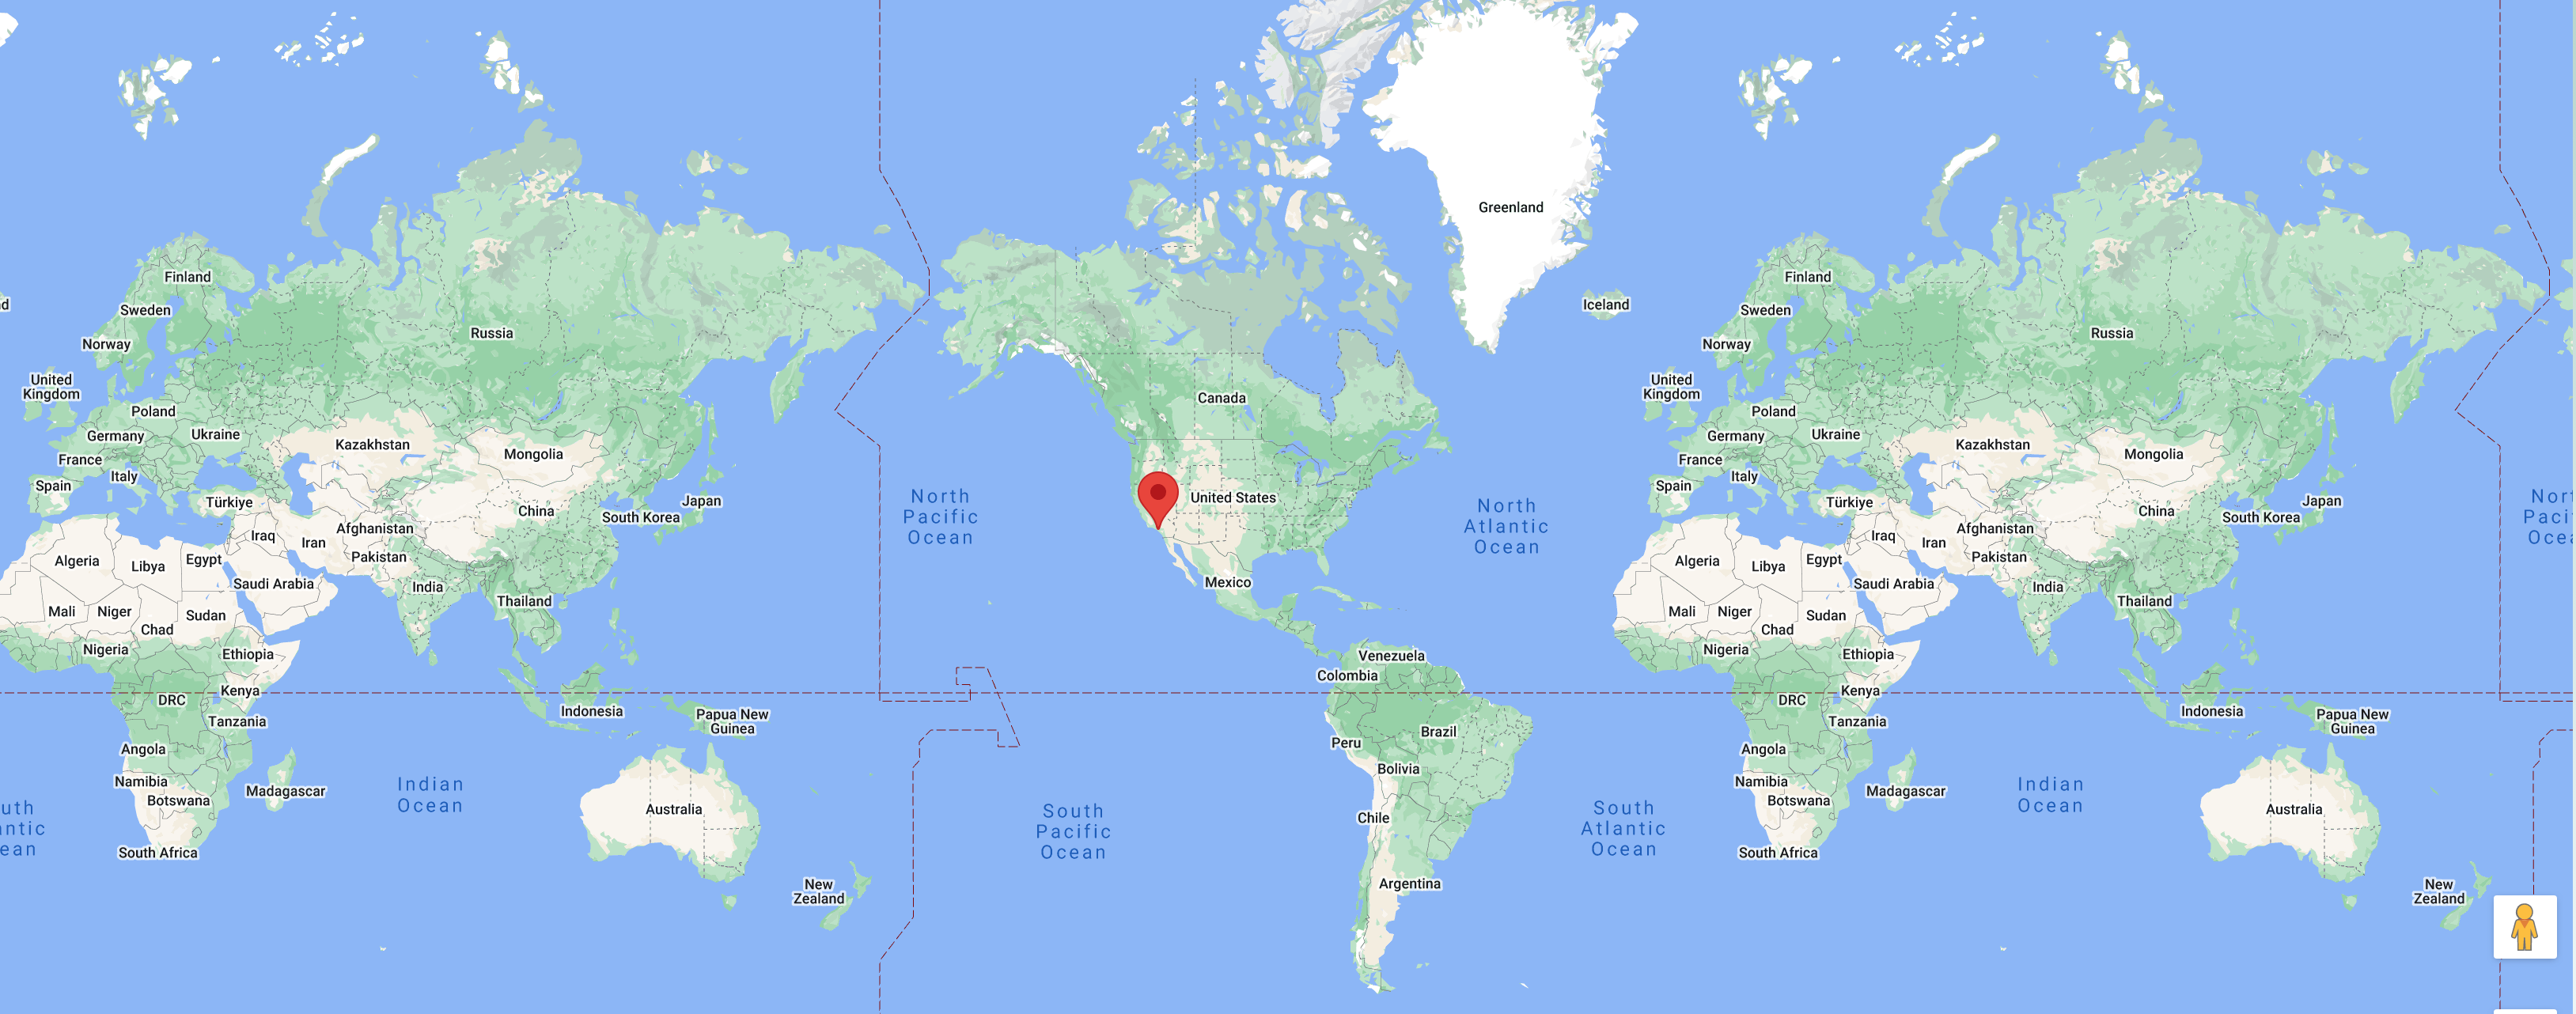 Greenland
Finland
Sweden
Norway
Russia
United
Kingdom
Poland
Germany
Ukraine
France
Italy
Spain
Kazakhstan
Mongolia
Türkiye
China
Japan
South Korea
Afghanistan
Iraq
Iran
Pakistan
Algeria
Libya
Egypt
Saudi Arabia
India
Mali
Niger
Sudan
Chad
Thailand
Nigeria
Ethiopia
DRC
Kenya
Tanzania
Indonesia
Papua New
Guinea
Angola
Namibia
Botswana
Madagascar
South Africa
Indian
Ocean
Australia
New
Zealand
uth
antic
ean
North
Pacific
Ocean
Canada
United States
Mexico
North
Atlantic
Ocean
Iceland
Venezuela
Colombia
Peru
Brazil
Bolivia
Chile
Argentina
South
Pacific
Ocean
South
Atlantic
Ocean
Finland
Sweden
Norway
Russia
United
Kingdom
Poland
Germany
Ukraine
France
Italy
Spain
Kazakhstan
Mongolia
Türkiye
China
Japan
South Korea
Afghanistan
Iraq
Iran
Pakistan
Algeria
Libya
Egypt
Saudi Arabia
India
Mali
Niger
Sudan
Chad
Thailand
Nigeria
Ethiopia
DRC
Kenya
Tanzania
Indonesia
Papua New
Guinea
Angola
Namibia
Botswana
Madagascar
South Africa
Indian
Ocean
Australia
New
Zealand
Nor
Paci
Ocea